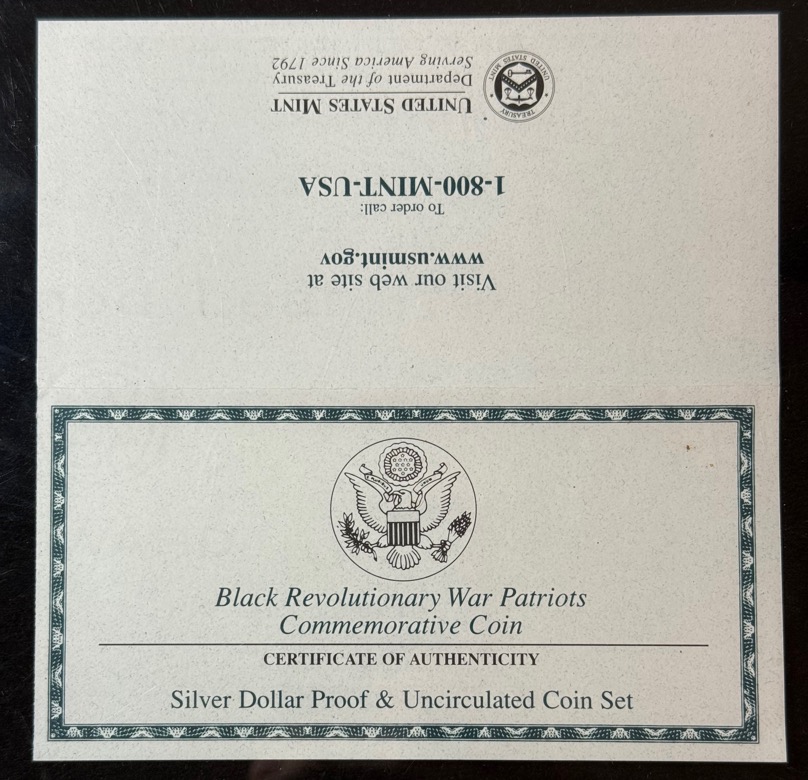 UNITED STATES MINT
Department of the Treasury
Serving America Since 1792
Visit our web site at
www.usmint.gov
To order call:
1-800-MINT-USA
Black Revolutionary War Patriots
Commemorative Coin
CERTIFICATE OF AUTHENTICITY
Silver Dollar Proof & Uncirculated Coin Set